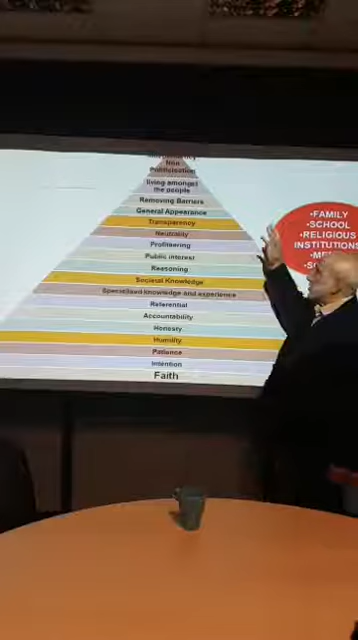 Non
Politicisation
living amongst
the people
Removing Barriers
General Appearance
Transparency
Neutrality
Profiteering
Public interest
Reasoning
Societal Knowledge
Specialised knowledge and experience
Referential
Accountability
Honesty
Humility
Patience
Intention
Faith
•FAMILY
•SCHOOL
•RELIGIOUS
INSTITUTIONS